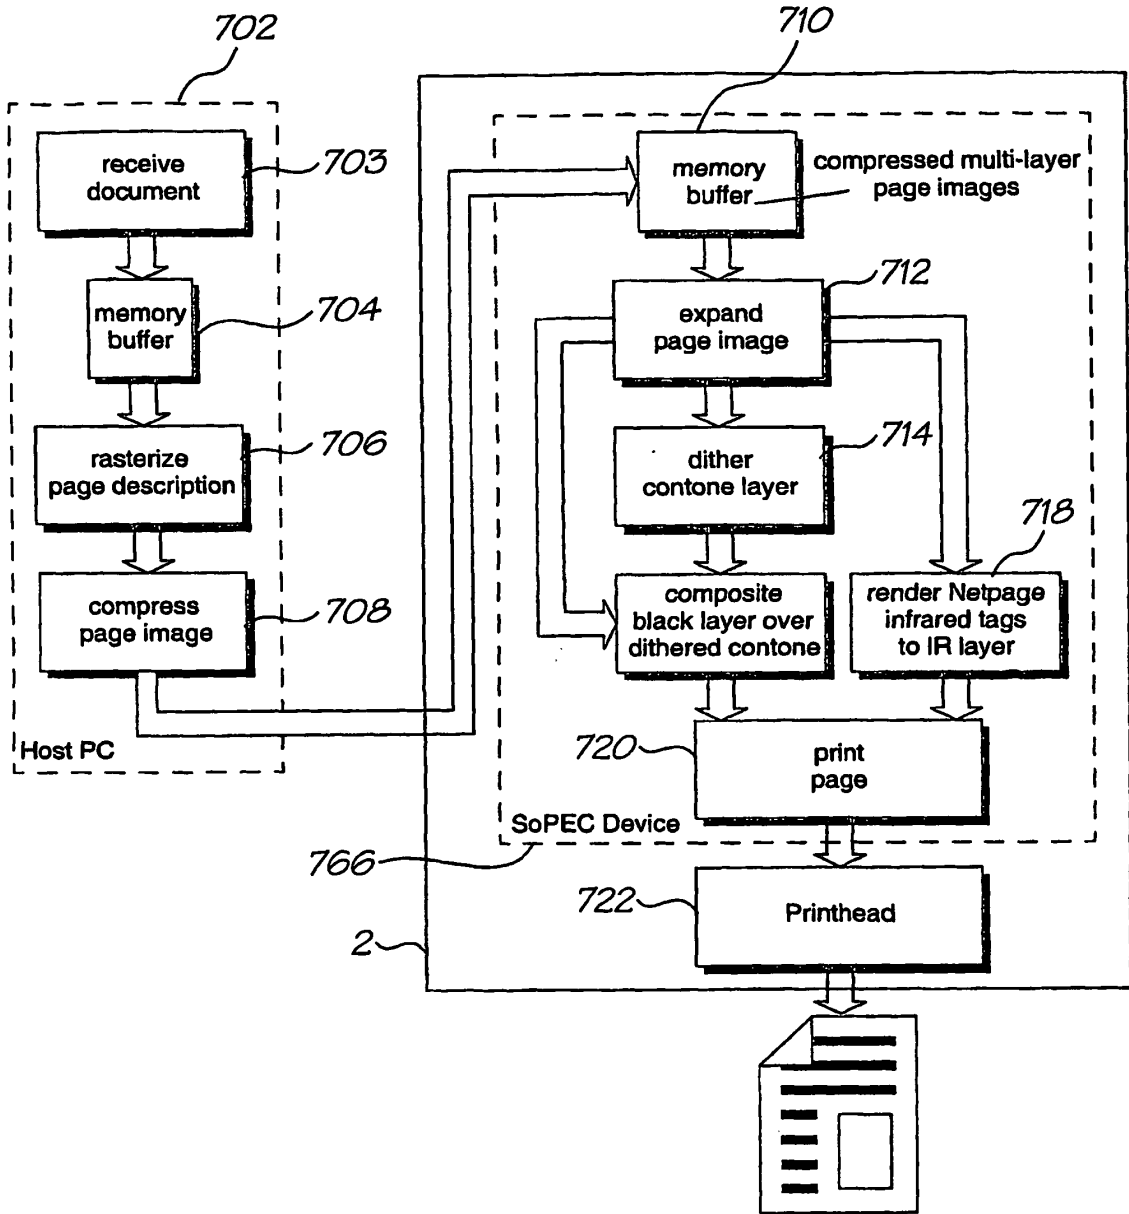 702
receive
document
703
memory
buffer
704
rasterize
page description
706
compress
page image
708
Host PC
710
memory
buffer
compressed multi-layer
page images
expand
page image
712
dither
contone layer
714
composite
black layer over
dithered contone
718
render Netpage
infrared tags
to IR layer
720
print
page
SoPEC Device
766
722
Printhead
2